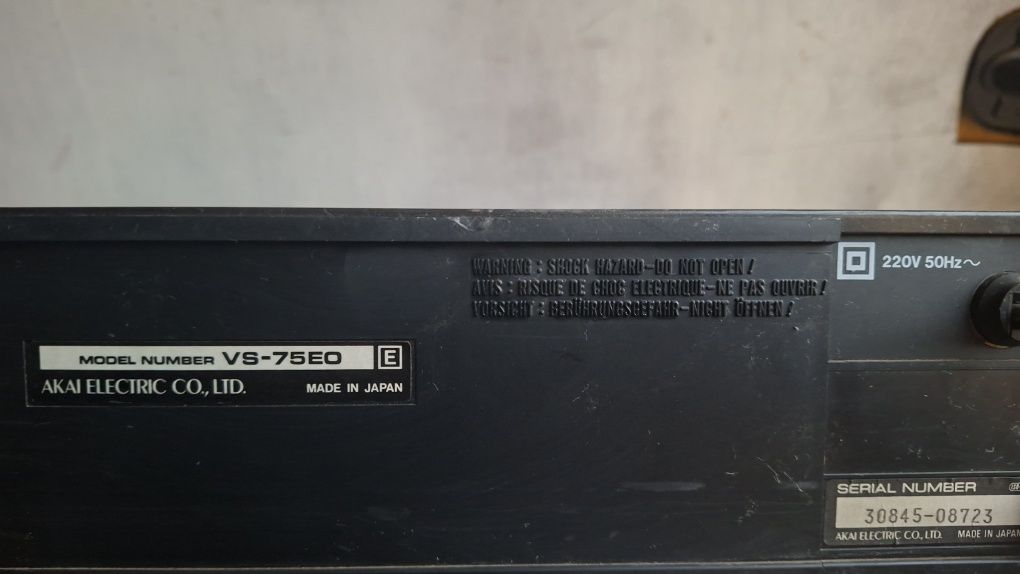 WARNING : SHOCK HAZARD-DO NOT OPEN !
AVIS : RISQUE DE CHOC ELECTRIQUE-NE PAS OUVRIR !
VORSICHT : BERÜHRUNGSGEFAHR-NICHT ÖFFNEN !
220V 50Hz~
MODEL NUMBER VS-75EO E
AKAI ELECTRIC CO., LTD. MADE IN JAPAN
SERIAL NUMBER
30845-08723
AKAI ELECTRIC CO., LTD. MADE IN JAPAN